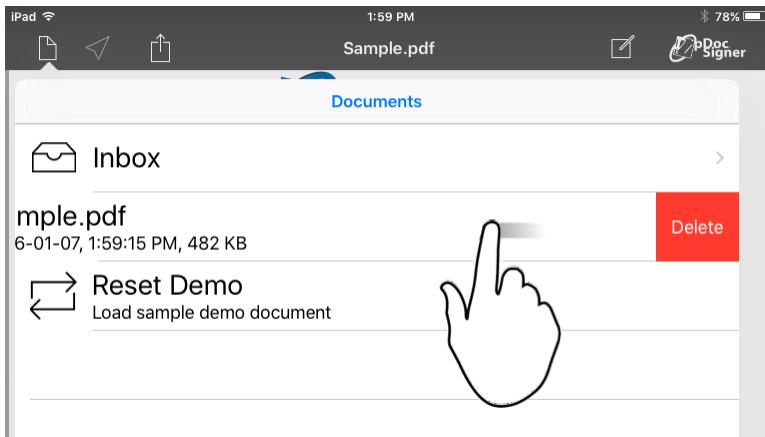 iPad 1:59 PM 78%
Sample.pdf
pDoc
Signer
Documents
Inbox
mple.pdf
6-01-07, 1:59:15 PM, 482 KB
Delete
Reset Demo
Load sample demo document